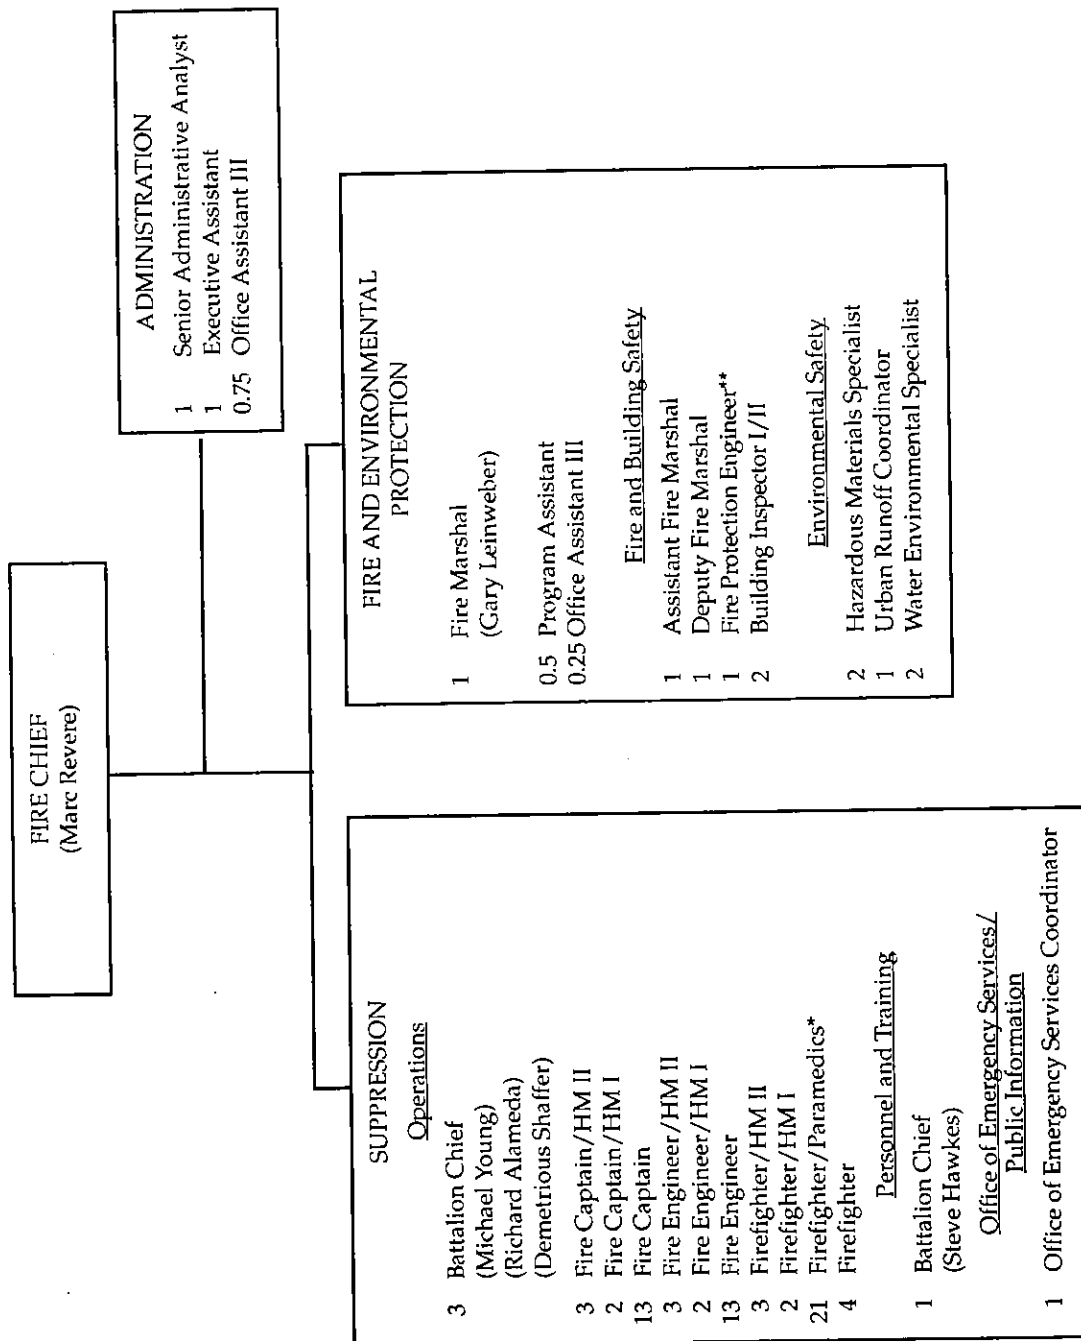 FIRE CHIEF
(Marc Revere)
ADMINISTRATION
1 Senior Administrative Analyst
1 Executive Assistant
0.75 Office Assistant III
SUPPRESSION
Operations
3 Battalion Chief
(Michael Young)
(Richard Alameda)
(Demetrious Shaffer)
3 Fire Captain/HM II
2 Fire Captain/HM I
13 Fire Captain
3 Fire Engineer/HM II
2 Fire Engineer/HM I
13 Fire Engineer
3 Firefighter/HM II
2 Firefighter/HM I
21 Firefighter/Paramedics*
4 Firefighter
Personnel and Training
1 Battalion Chief
(Steve Hawkes)
Office of Emergency Services/
Public Information
1 Office of Emergency Services Coordinator
FIRE AND ENVIRONMENTAL
PROTECTION
1 Fire Marshal
(Gary Leinweber)
0.5 Program Assistant
0.25 Office Assistant III
Fire and Building Safety
1 Assistant Fire Marshal
1 Deputy Fire Marshal
1 Fire Protection Engineer**
2 Building Inspector I/II
Environmental Safety
2 Hazardous Materials Specialist
1 Urban Runoff Coordinator
2 Water Environmental Specialist